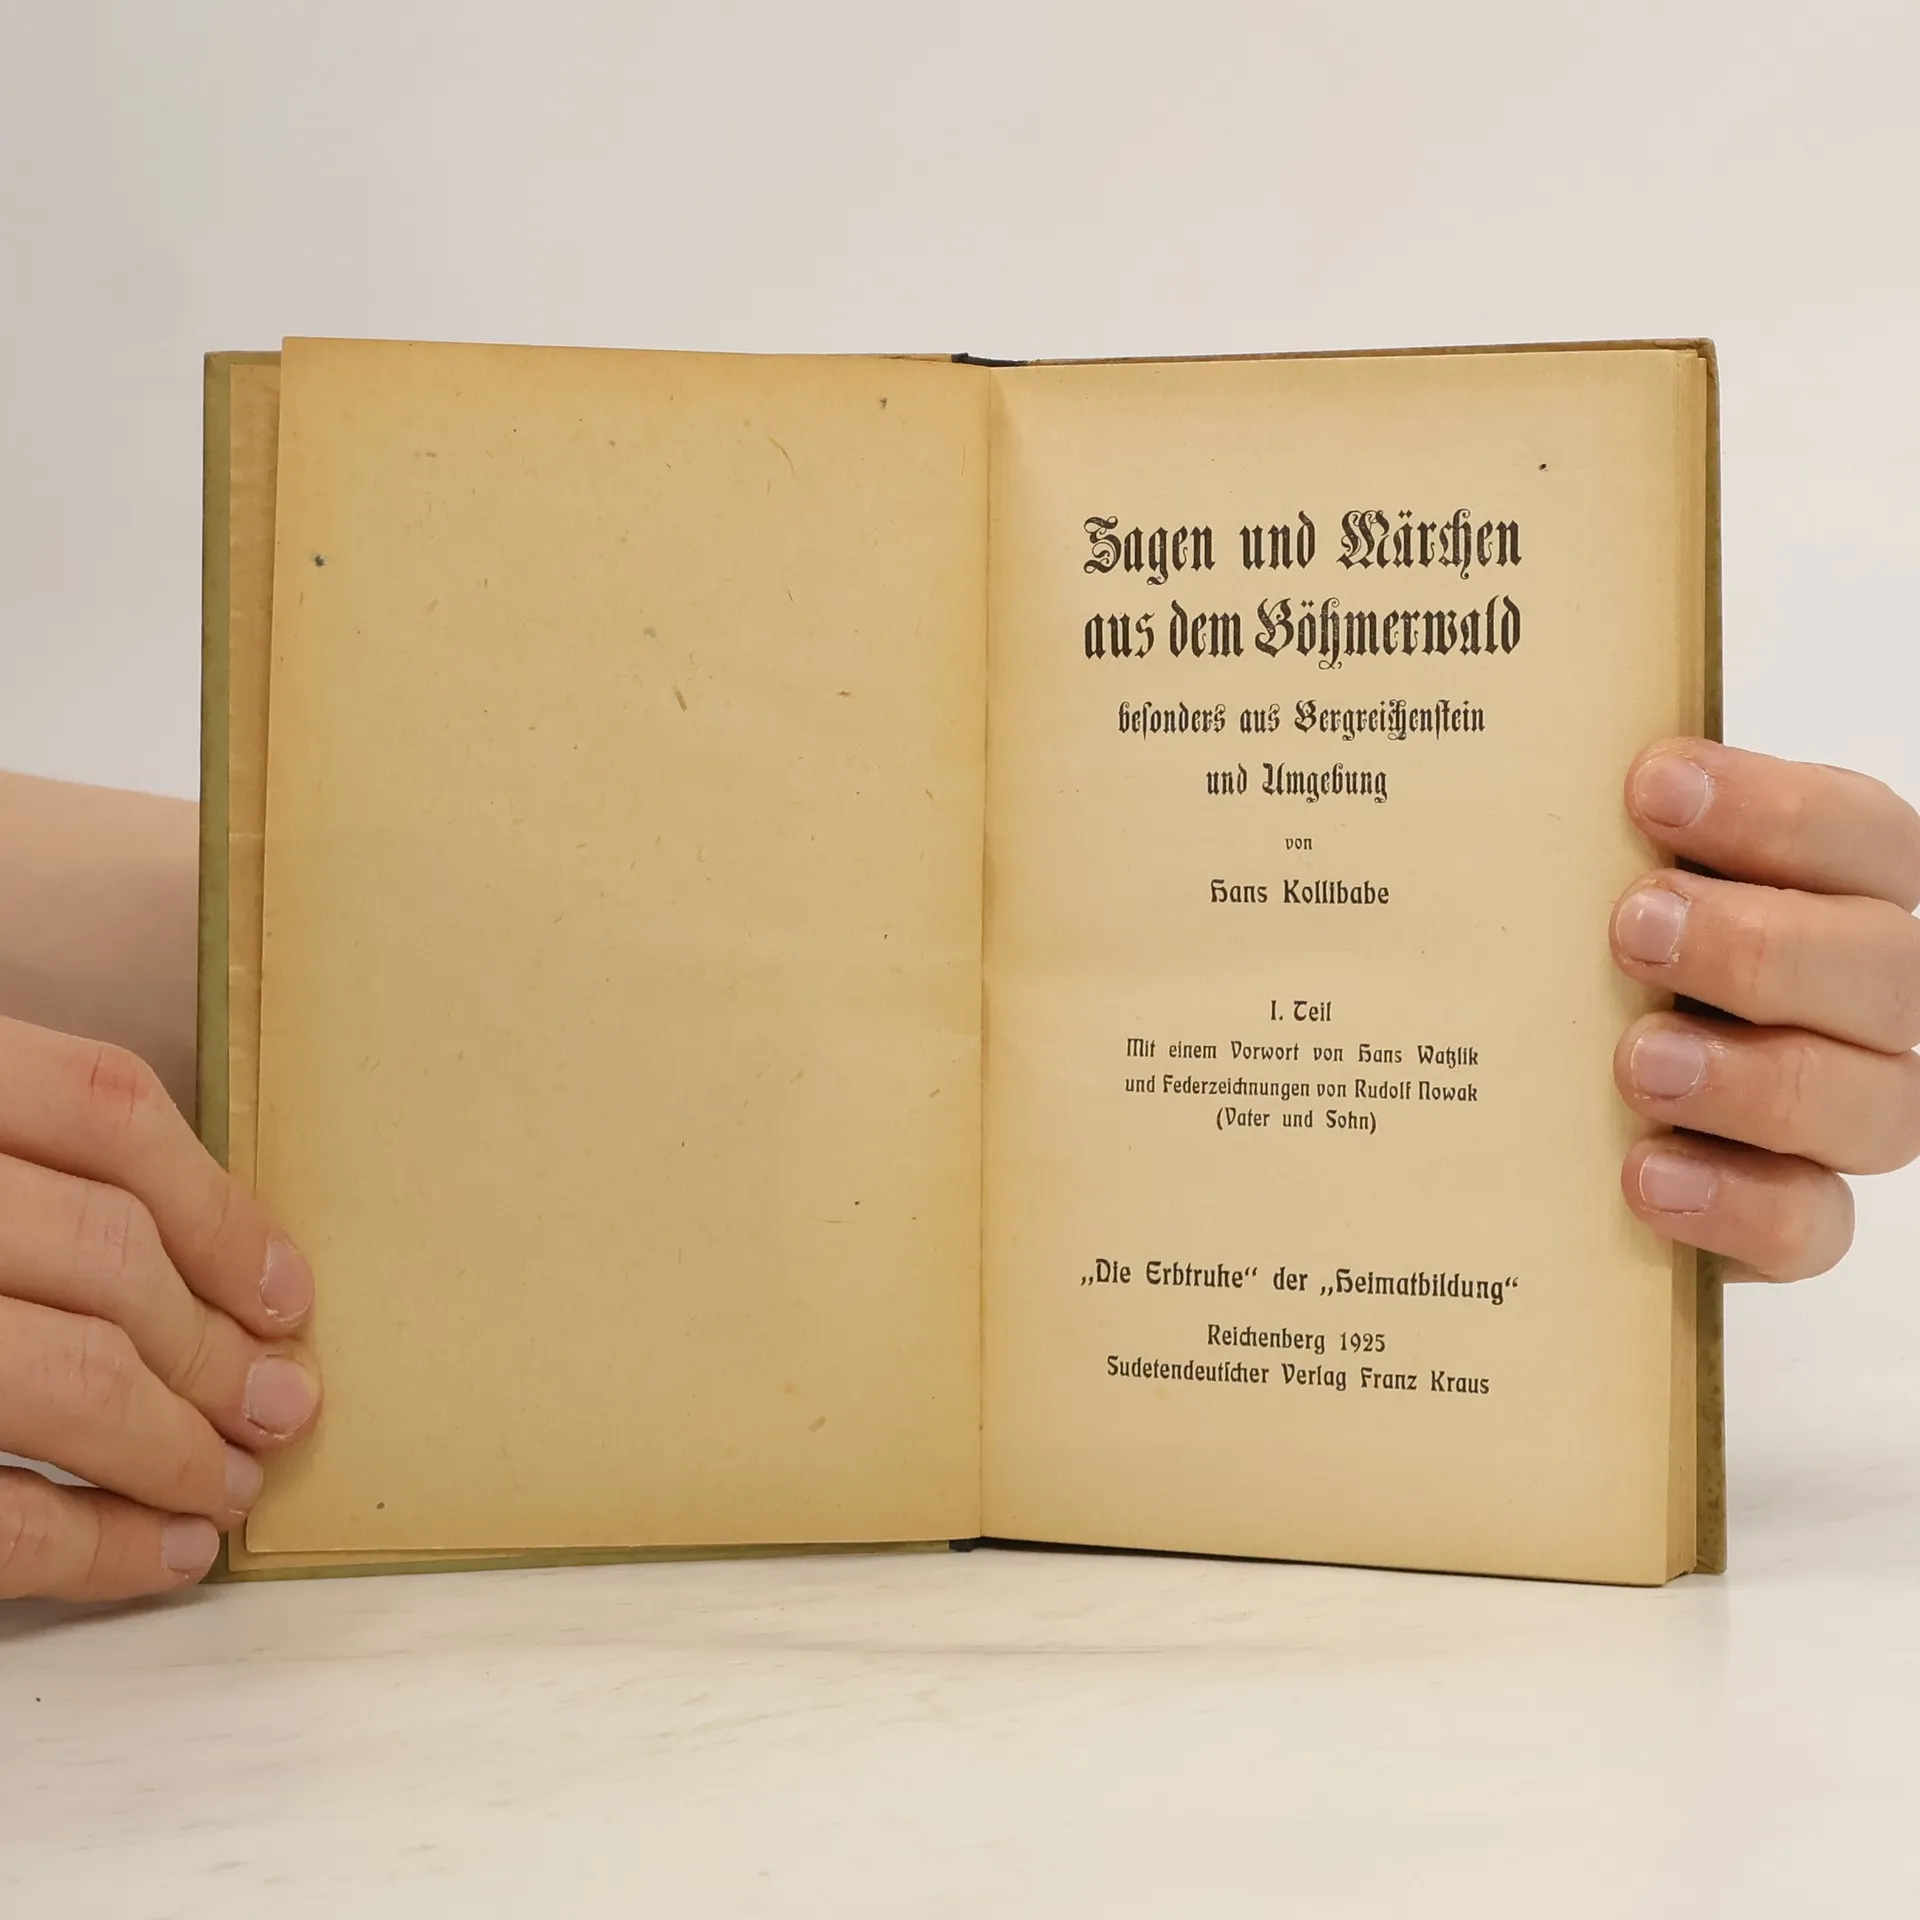 Sagen und Märchen
aus dem Böhmerwald
beſonders aus Bergreichenſtein
und Umgebung
von
Hans Kollibabe
I. Teil
Mit einem Vorwort von Hans Watzlik
und Federzeichnungen von Rudolf Nowak
(Vater und Sohn)
„Die Erbtruhe“ der „Heimatbildung“
Reichenberg 1925
Sudetendeutſcher Verlag Franz Kraus